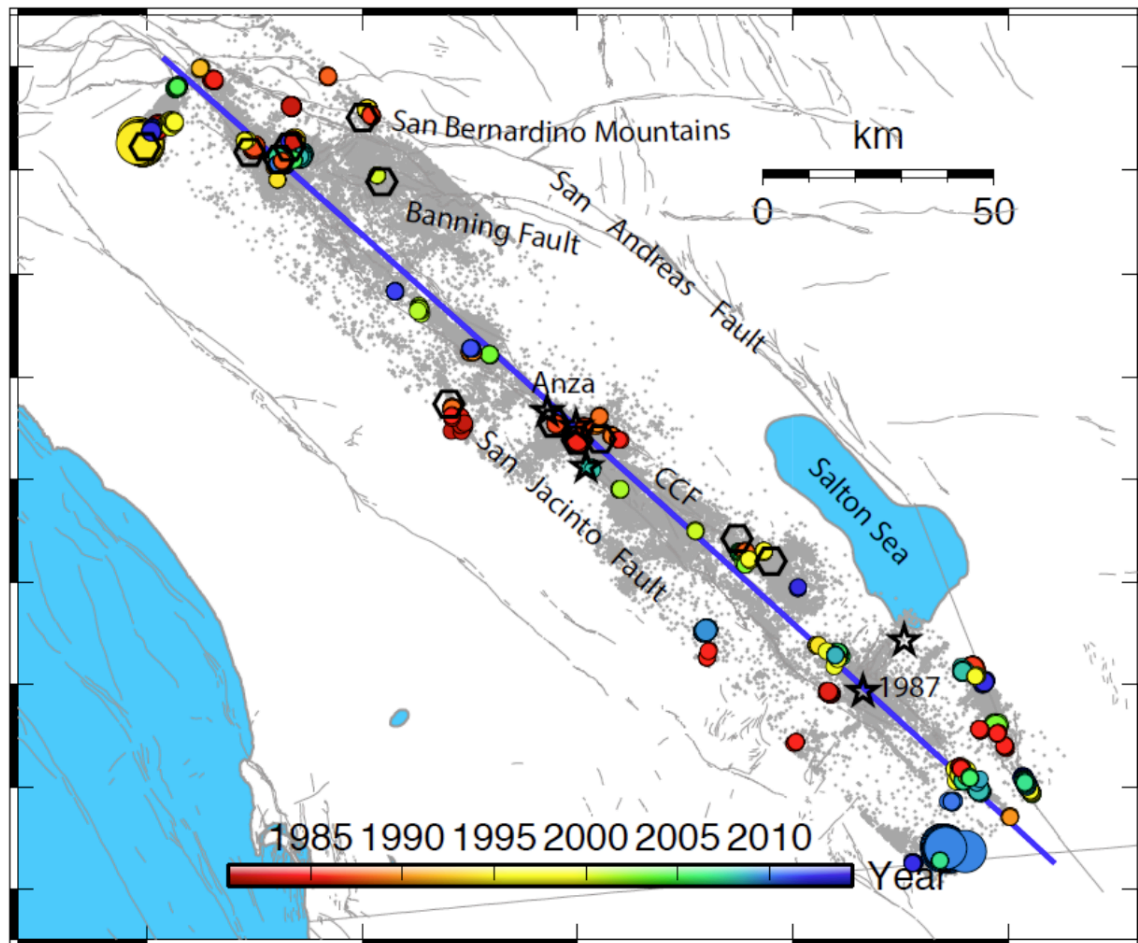 San Bernardino Mountains
km
0 50
San Andreas Fault
Banning Fault
Anza
San Jacinto Fault
CCF
Salton Sea
1987
1985 1990 1995 2000 2005 2010
Year